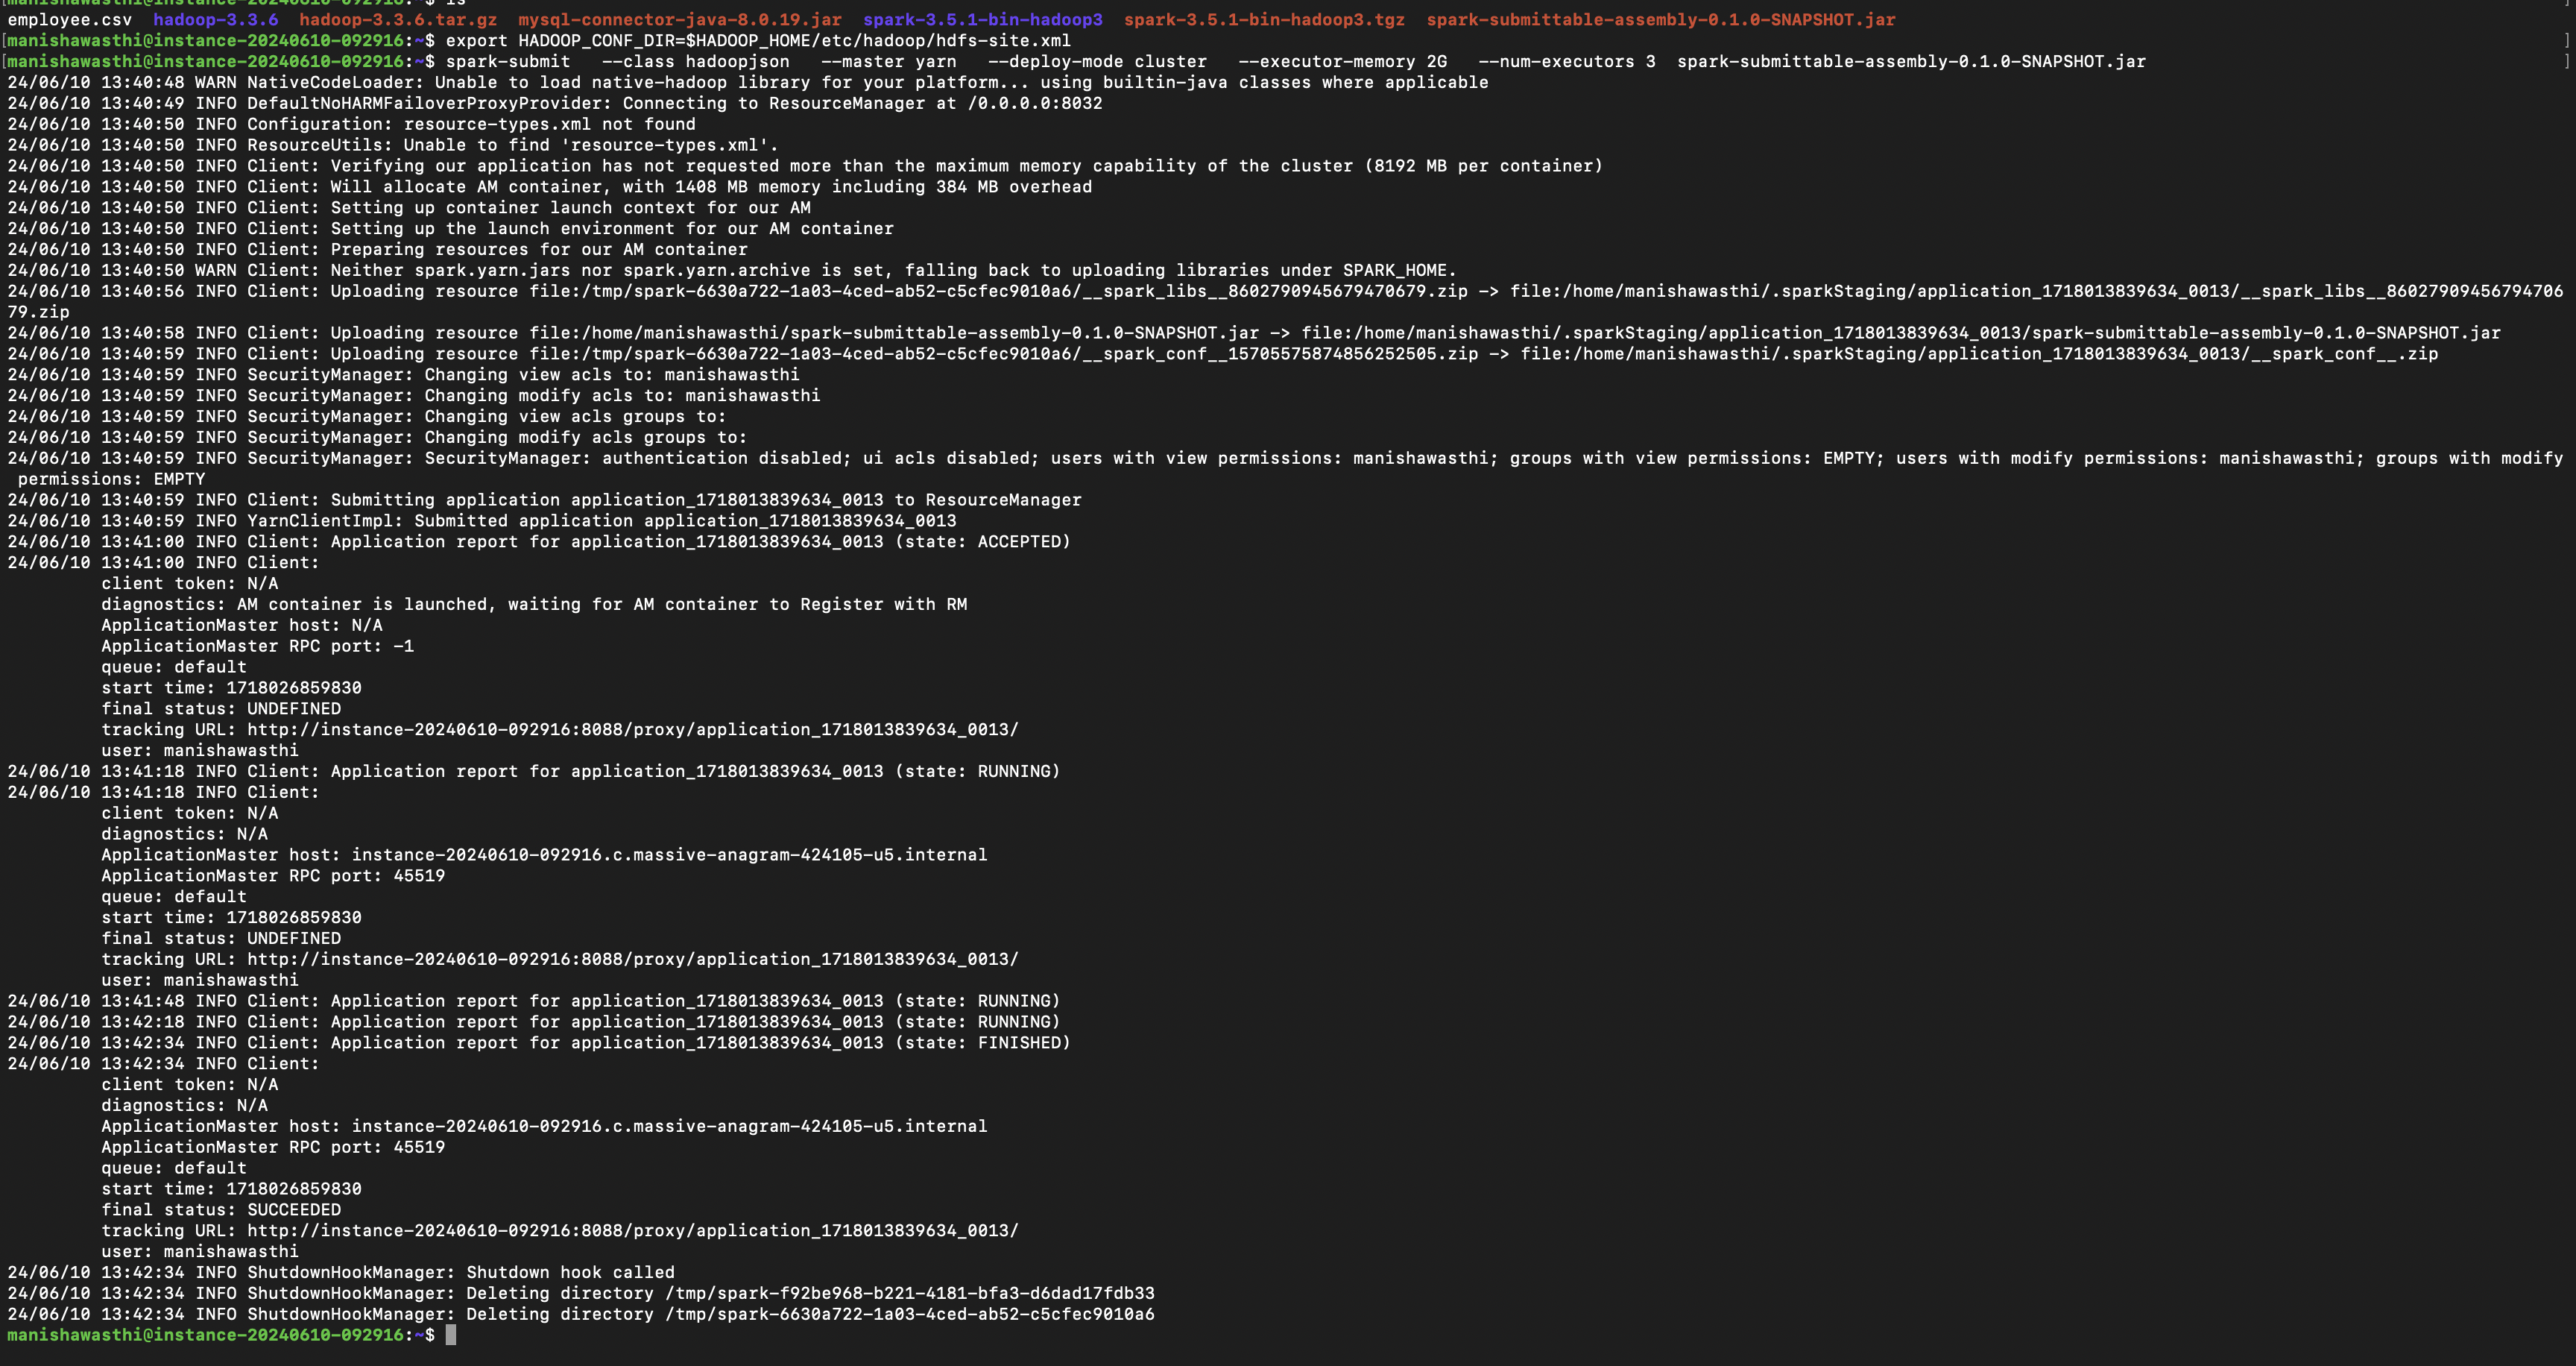 manishawasthi@instance-20240610-092916:~$ ls
employee.csv  hadoop-3.3.6  hadoop-3.3.6.tar.gz  mysql-connector-java-8.0.19.jar  spark-3.5.1-bin-hadoop3  spark-3.5.1-bin-hadoop3.tgz  spark-submittable-assembly-0.1.0-SNAPSHOT.jar
[manishawasthi@instance-20240610-092916:~$ export HADOOP_CONF_DIR=$HADOOP_HOME/etc/hadoop/hdfs-site.xml ]
[manishawasthi@instance-20240610-092916:~$ spark-submit   --class hadoopjson   --master yarn   --deploy-mode cluster   --executor-memory 2G   --num-executors 3  spark-submittable-assembly-0.1.0-SNAPSHOT.jar ]
24/06/10 13:40:48 WARN NativeCodeLoader: Unable to load native-hadoop library for your platform... using builtin-java classes where applicable
24/06/10 13:40:49 INFO DefaultNoHARMFailoverProxyProvider: Connecting to ResourceManager at /0.0.0.0:8032
24/06/10 13:40:50 INFO Configuration: resource-types.xml not found
24/06/10 13:40:50 INFO ResourceUtils: Unable to find 'resource-types.xml'.
24/06/10 13:40:50 INFO Client: Verifying our application has not requested more than the maximum memory capability of the cluster (8192 MB per container)
24/06/10 13:40:50 INFO Client: Will allocate AM container, with 1408 MB memory including 384 MB overhead
24/06/10 13:40:50 INFO Client: Setting up container launch context for our AM
24/06/10 13:40:50 INFO Client: Setting up the launch environment for our AM container
24/06/10 13:40:50 INFO Client: Preparing resources for our AM container
24/06/10 13:40:50 WARN Client: Neither spark.yarn.jars nor spark.yarn.archive is set, falling back to uploading libraries under SPARK_HOME.
24/06/10 13:40:56 INFO Client: Uploading resource file:/tmp/spark-6630a722-1a03-4ced-ab52-c5cfec9010a6/__spark_libs__8602790945679470679.zip -> file:/home/manishawasthi/.sparkStaging/application_1718013839634_0013/__spark_libs__86027909456794706
79.zip
24/06/10 13:40:58 INFO Client: Uploading resource file:/home/manishawasthi/spark-submittable-assembly-0.1.0-SNAPSHOT.jar -> file:/home/manishawasthi/.sparkStaging/application_1718013839634_0013/spark-submittable-assembly-0.1.0-SNAPSHOT.jar
24/06/10 13:40:59 INFO Client: Uploading resource file:/tmp/spark-6630a722-1a03-4ced-ab52-c5cfec9010a6/__spark_conf__15705575874856252505.zip -> file:/home/manishawasthi/.sparkStaging/application_1718013839634_0013/__spark_conf__.zip
24/06/10 13:40:59 INFO SecurityManager: Changing view acls to: manishawasthi
24/06/10 13:40:59 INFO SecurityManager: Changing modify acls to: manishawasthi
24/06/10 13:40:59 INFO SecurityManager: Changing view acls groups to:
24/06/10 13:40:59 INFO SecurityManager: Changing modify acls groups to:
24/06/10 13:40:59 INFO SecurityManager: SecurityManager: authentication disabled; ui acls disabled; users with view permissions: manishawasthi; groups with view permissions: EMPTY; users with modify permissions: manishawasthi; groups with modify
 permissions: EMPTY
24/06/10 13:40:59 INFO Client: Submitting application application_1718013839634_0013 to ResourceManager
24/06/10 13:40:59 INFO YarnClientImpl: Submitted application application_1718013839634_0013
24/06/10 13:41:00 INFO Client: Application report for application_1718013839634_0013 (state: ACCEPTED)
24/06/10 13:41:00 INFO Client:
client token: N/A
diagnostics: AM container is launched, waiting for AM container to Register with RM
ApplicationMaster host: N/A
ApplicationMaster RPC port: -1
queue: default
start time: 1718026859830
final status: UNDEFINED
tracking URL: http://instance-20240610-092916:8088/proxy/application_1718013839634_0013/
user: manishawasthi
24/06/10 13:41:18 INFO Client: Application report for application_1718013839634_0013 (state: RUNNING)
24/06/10 13:41:18 INFO Client:
client token: N/A
diagnostics: N/A
ApplicationMaster host: instance-20240610-092916.c.massive-anagram-424105-u5.internal
ApplicationMaster RPC port: 45519
queue: default
start time: 1718026859830
final status: UNDEFINED
tracking URL: http://instance-20240610-092916:8088/proxy/application_1718013839634_0013/
user: manishawasthi
24/06/10 13:41:48 INFO Client: Application report for application_1718013839634_0013 (state: RUNNING)
24/06/10 13:42:18 INFO Client: Application report for application_1718013839634_0013 (state: RUNNING)
24/06/10 13:42:34 INFO Client: Application report for application_1718013839634_0013 (state: FINISHED)
24/06/10 13:42:34 INFO Client:
client token: N/A
diagnostics: N/A
ApplicationMaster host: instance-20240610-092916.c.massive-anagram-424105-u5.internal
ApplicationMaster RPC port: 45519
queue: default
start time: 1718026859830
final status: SUCCEEDED
tracking URL: http://instance-20240610-092916:8088/proxy/application_1718013839634_0013/
user: manishawasthi
24/06/10 13:42:34 INFO ShutdownHookManager: Shutdown hook called
24/06/10 13:42:34 INFO ShutdownHookManager: Deleting directory /tmp/spark-f92be968-b221-4181-bfa3-d6dad17fdb33
24/06/10 13:42:34 INFO ShutdownHookManager: Deleting directory /tmp/spark-6630a722-1a03-4ced-ab52-c5cfec9010a6
manishawasthi@instance-20240610-092916:~$